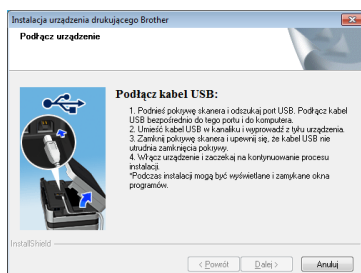 Instalacja urządzenia drukującego Brother
Podłącz urządzenie
Podłącz kabel USB:
1. Podnieś pokrywę skanera i odszukaj port USB. Podłącz kabel
USB bezpośrednio do tego portu i do komputera.
2. Umieść kabel USB w kanaliku i wyprowadź z tyłu urządzenia.
3. Zamknij pokrywę skanera i upewnij się, że kabel USB nie
utrudnia zamknięcia pokrywy.
4. Włącz urządzenie i zaczekaj na kontynuowanie procesu
instalacji.
*Podczas instalacji mogą być wyświetlane i zamykane okna
programów.
InstallShield
< Powrót
Dalej >
Anuluj